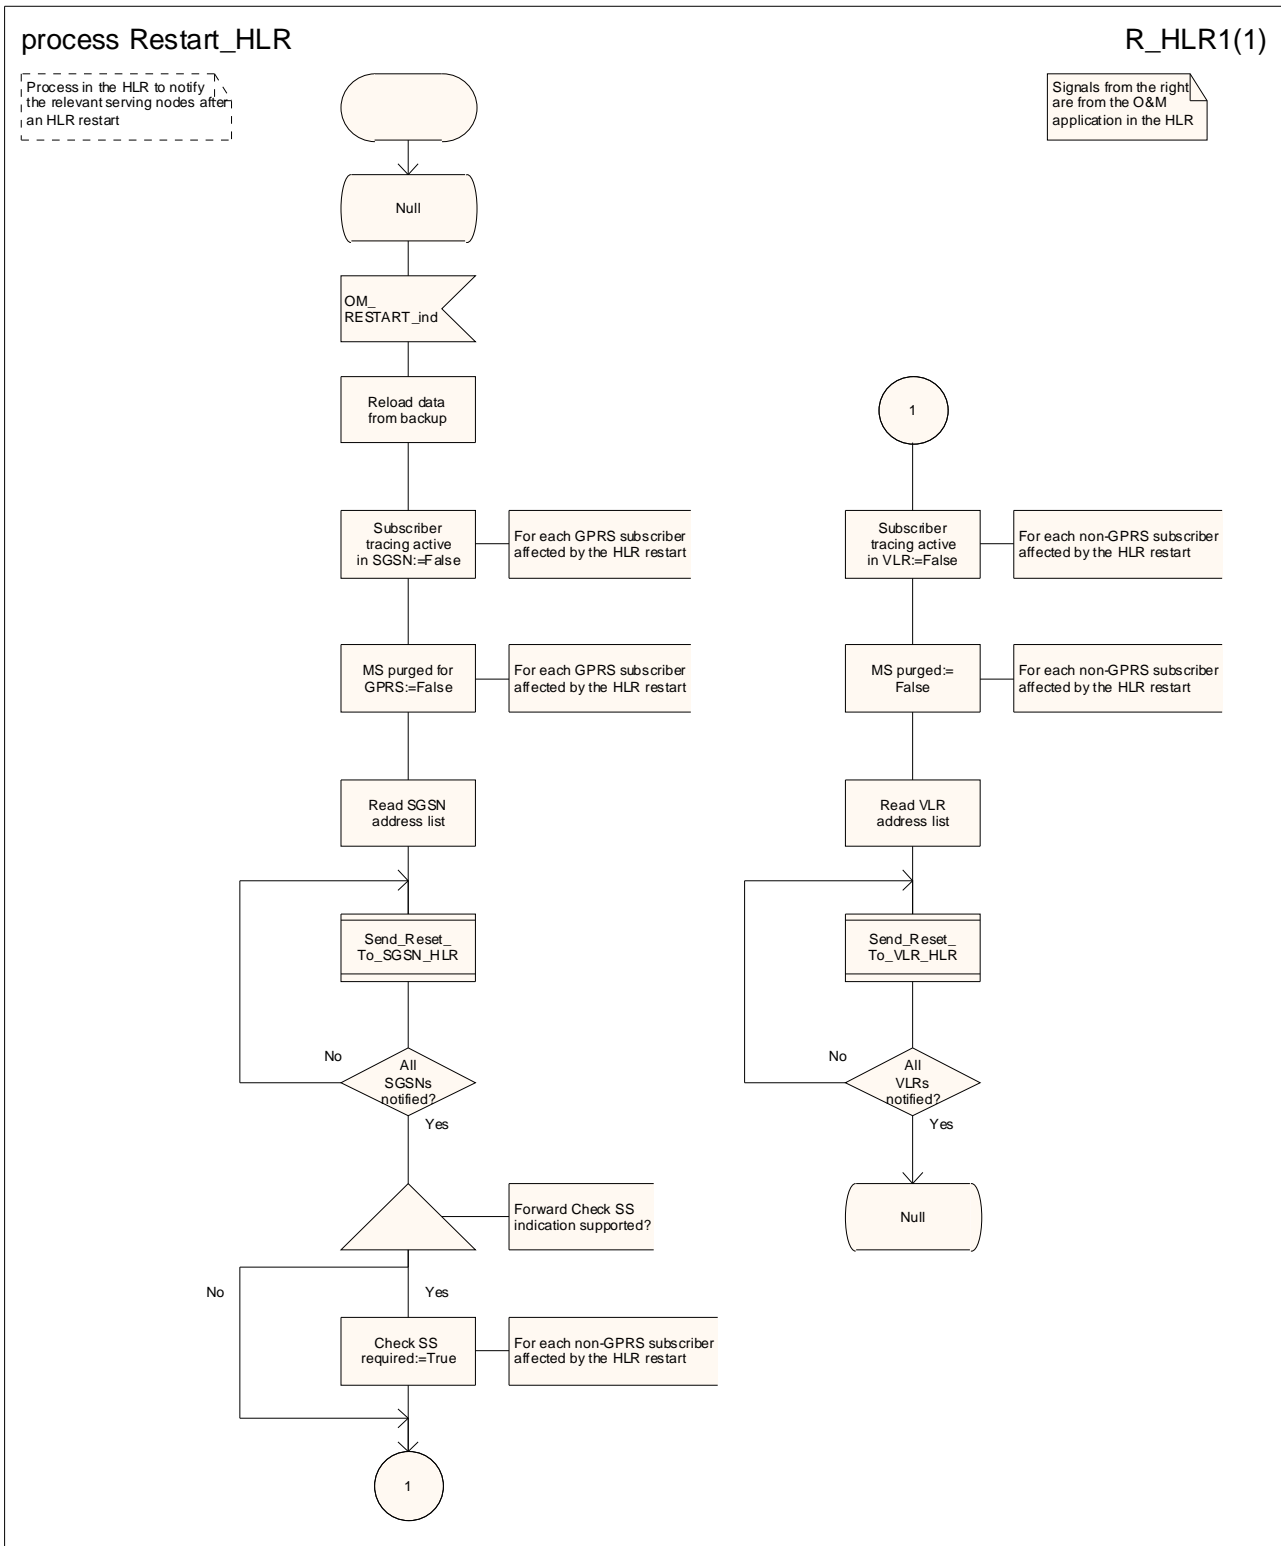 process Restart_HLR
R_HLR1(1)
Process in the HLR to notify
the relevant serving nodes after
an HLR restart
Signals from the right
are from the O&M
application in the HLR
Null
OM_
RESTART_ind
Reload data
from backup
Subscriber
tracing active
in SGSN:=False
For each GPRS subscriber
affected by the HLR restart
MS purged for
GPRS:=False
For each GPRS subscriber
affected by the HLR restart
Read SGSN
address list
Send_Reset_
To_SGSN_HLR
No
All
SGSNs
notified?
Yes
Forward Check SS
indication supported?
No
Yes
Check SS
required:=True
For each non-GPRS subscriber
affected by the HLR restart
1
1
Subscriber
tracing active
in VLR:=False
For each non-GPRS subscriber
affected by the HLR restart
MS purged:=
False
For each non-GPRS subscriber
affected by the HLR restart
Read VLR
address list
Send_Reset_
To_VLR_HLR
No
All
VLRs
notified?
Yes
Null